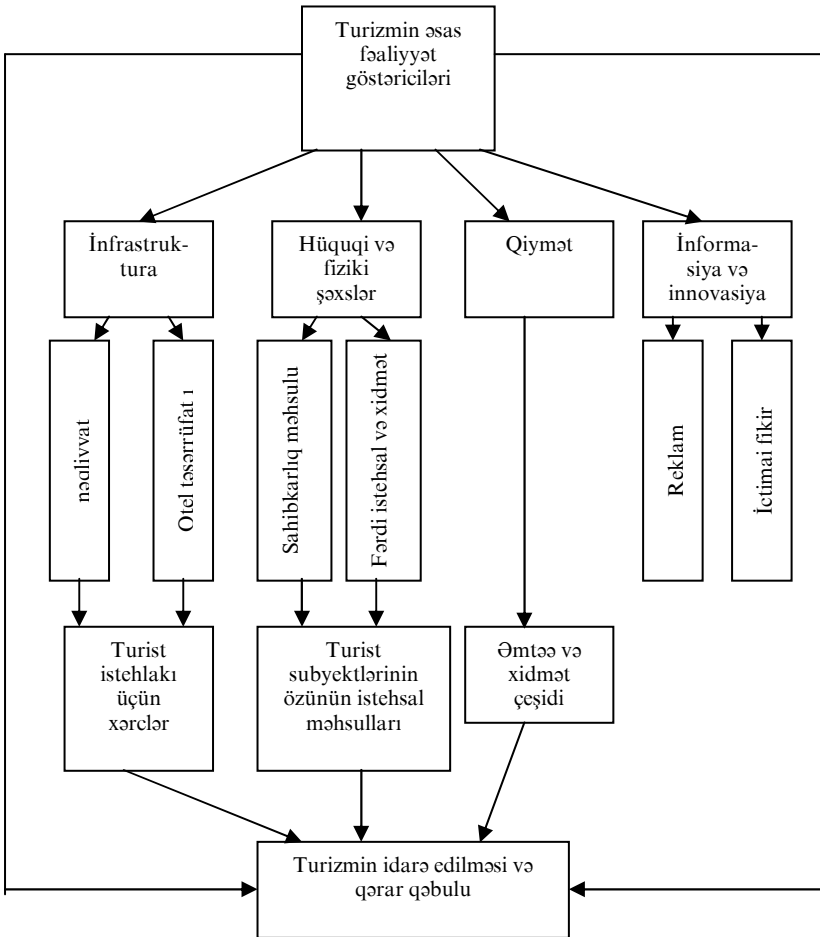 Turizmin əsas
fəaliyyət
göstəriciləri
İnfrastruk-
tura
Hüquqi və
fiziki
şəxslər
Qiymət
İnforma-
siya və
innovasiya
nədlivvat
Otel təsərrüfat ı
Sahibkarlıq məhsulu
Fərdi istehsal və xidmət
Reklam
İctimai fikir
Turist
istehlakı
üçün
xərclər
Turist
subyektlərinin
özünün istehsal
məhsulları
Əmtəə və
xidmət
çeşidi
Turizmin idarə edilməsi və
qərar qəbulu